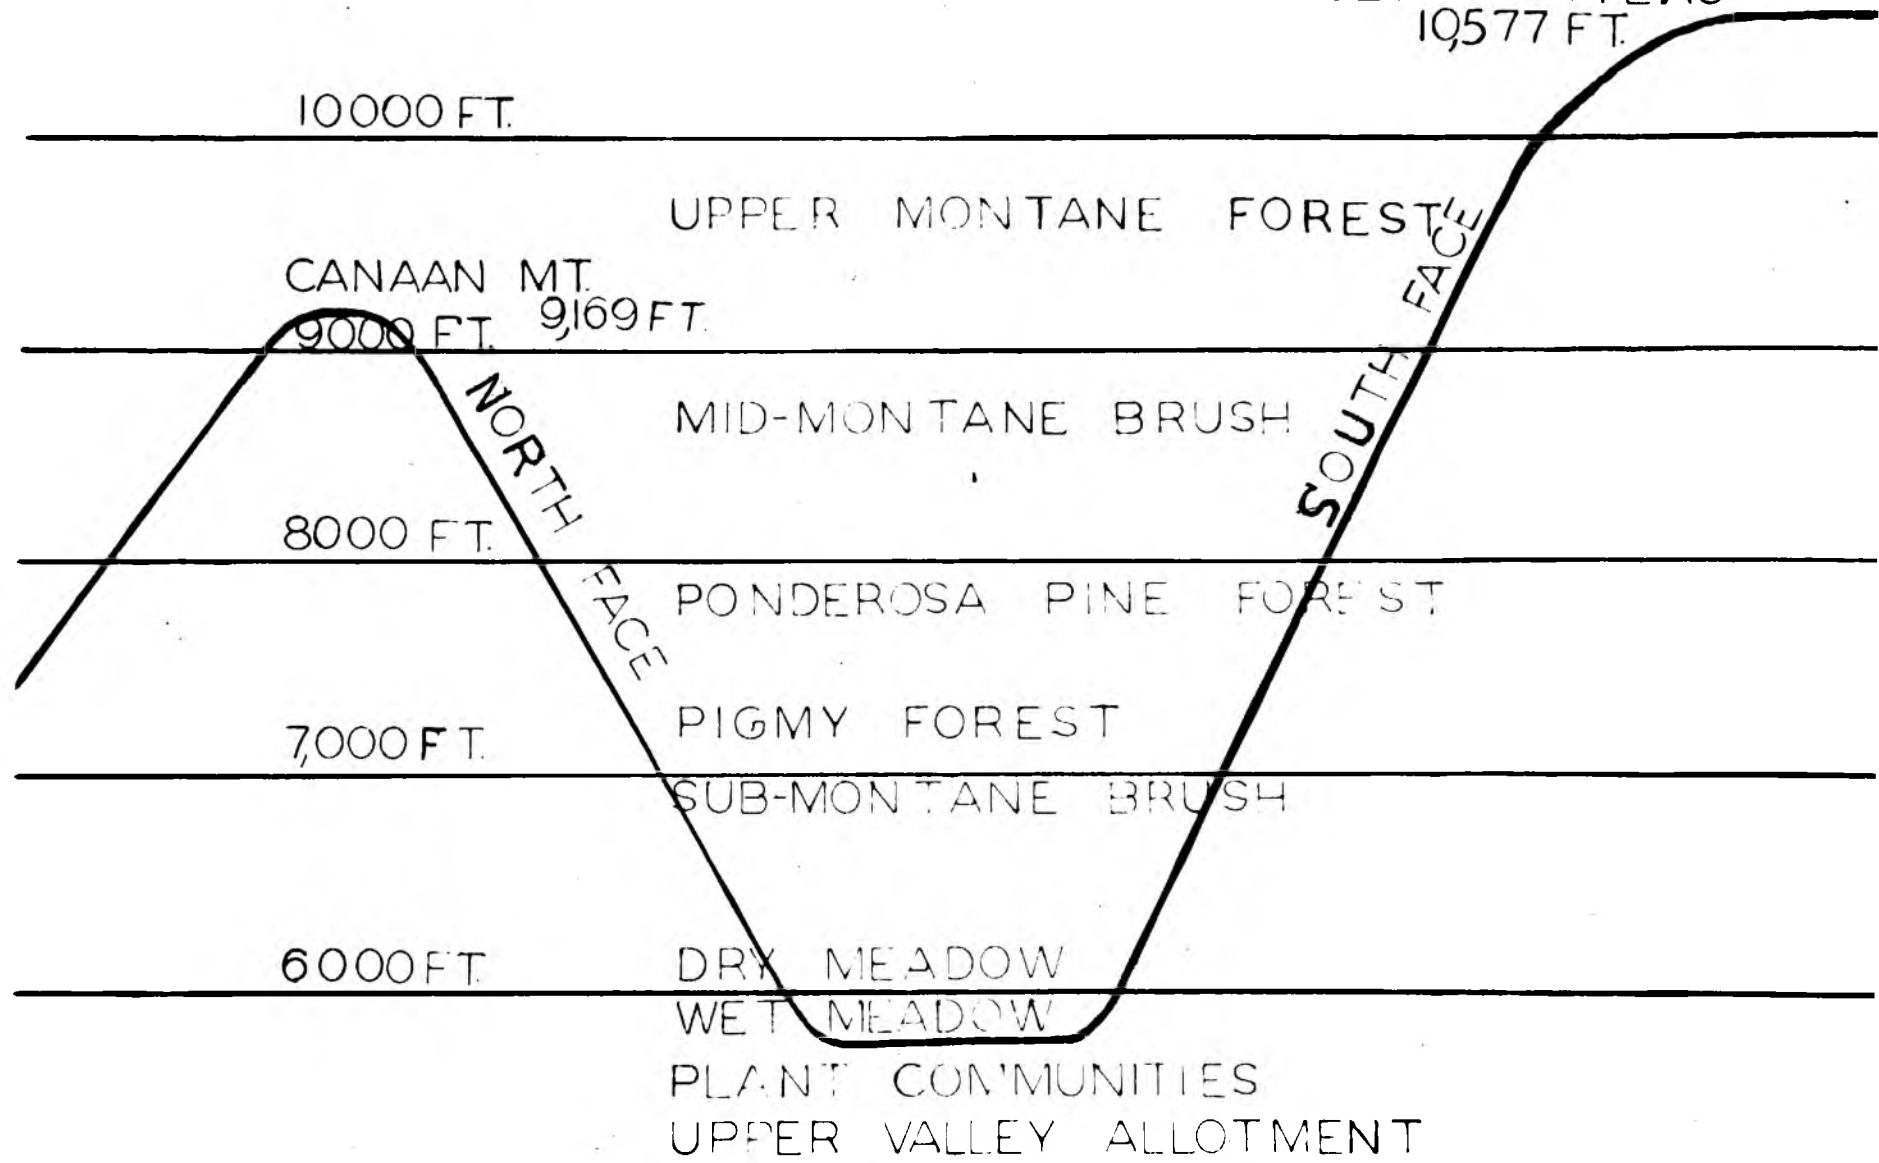 10,577 FT.
10000 FT.
UPPER MONTANE FOREST
CANAAN MT.
9,169 FT.
9000 FT.
NORTH FACE
SOUTH FACE
MID-MONTANE BRUSH
8000 FT.
PONDEROSA PINE FOREST
PIGMY FOREST
7,000 FT.
SUB-MONTANE BRUSH
6000 FT.
DRY MEADOW
WET MEADOW
PLANT COMMUNITIES
UPPER VALLEY ALLOTMENT